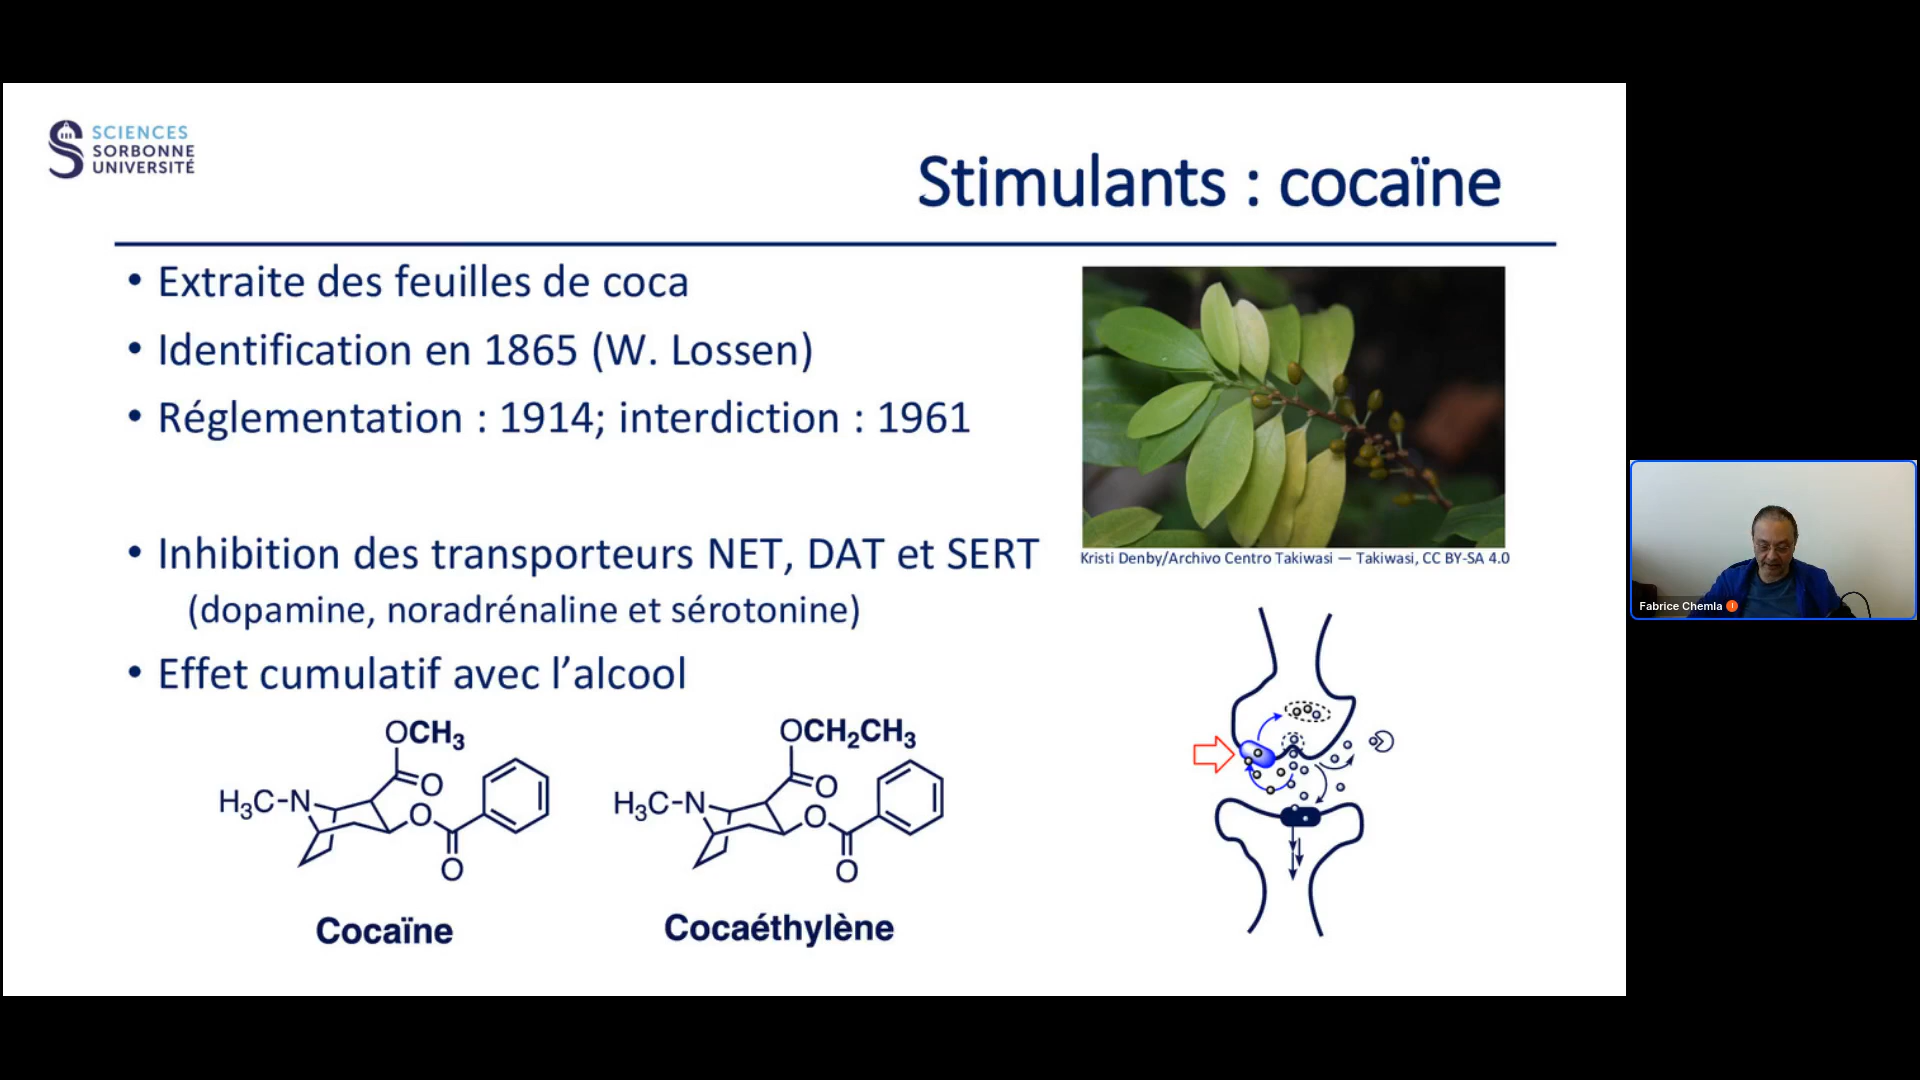 SCIENCES
SORBONNE
UNIVERSITÉ
Stimulants : cocaïne
• Extraite des feuilles de coca
• Identification en 1865 (W. Lossen)
• Réglementation : 1914; interdiction : 1961
• Inhibition des transporteurs NET, DAT et SERT
(dopamine, noradrénaline et sérotonine)
• Effet cumulatif avec l’alcool
Kristi Denby/Archivo Centro Takiwasi — Takiwasi, CC BY-SA 4.0
OCH₃
O
H₃C-N
O
O
Cocaïne
OCH₂CH₃
O
H₃C-N
O
O
Cocaéthylène
Fabrice Chemla